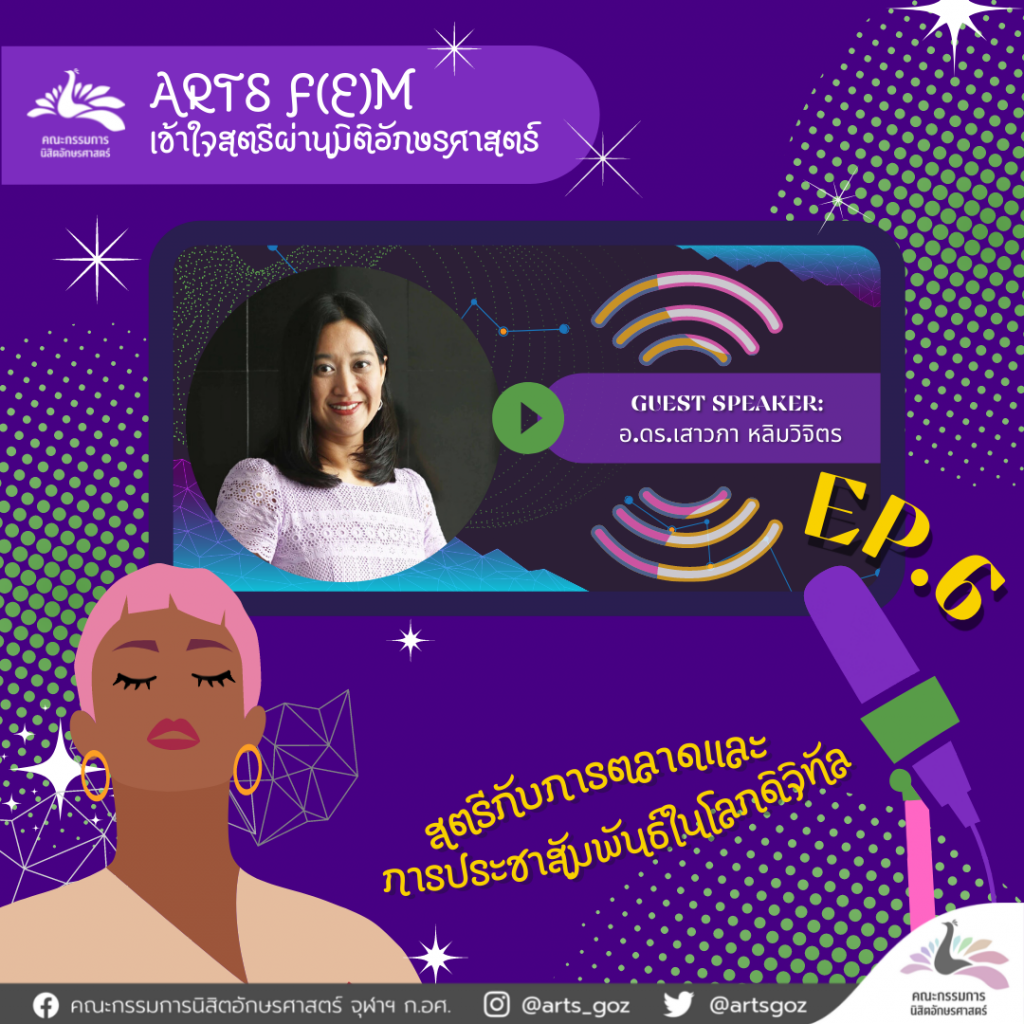 ARTS F(E)M
เข้าใจสตรีผ่านมิติอักษรศาสตร์
คณะกรรมการ
นิสิตอักษรศาสตร์
GUEST SPEAKER:
อ.ดร.เสาวภา หลิมวิจิตร
EP.6
สตรีกับการตลาดและ
การประชาสัมพันธ์ในโลกดิจิทัล
คณะกรรมการนิสิตอักษรศาสตร์ จุฬาฯ ก.อศ.
@arts_goz
@artsgoz
คณะกรรมการ
นิสิตอักษรศาสตร์